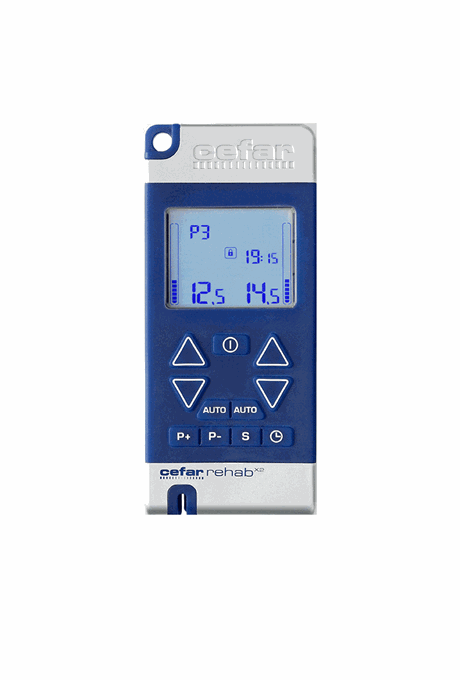 cefar
P3
19:15
12,5 14,5
AUTO AUTO
P+ P- S
cefar rehab X2